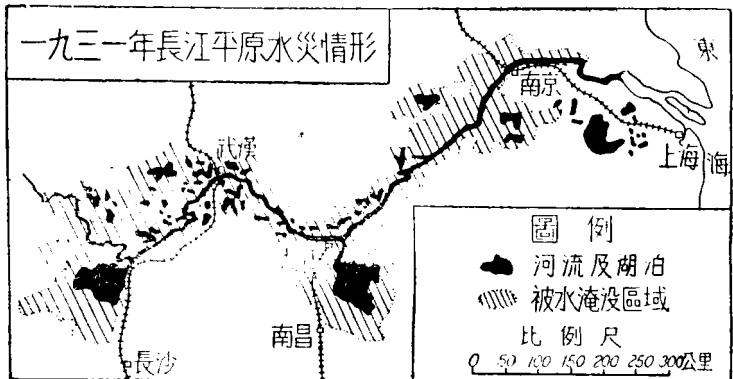 一九三一年長江平原水災情形
東
南京
武漢
上海
海
南昌
長沙
圖例
河流及胡泊
被水淹没區域
比例尺
0 50 100 150 200 250 300公里